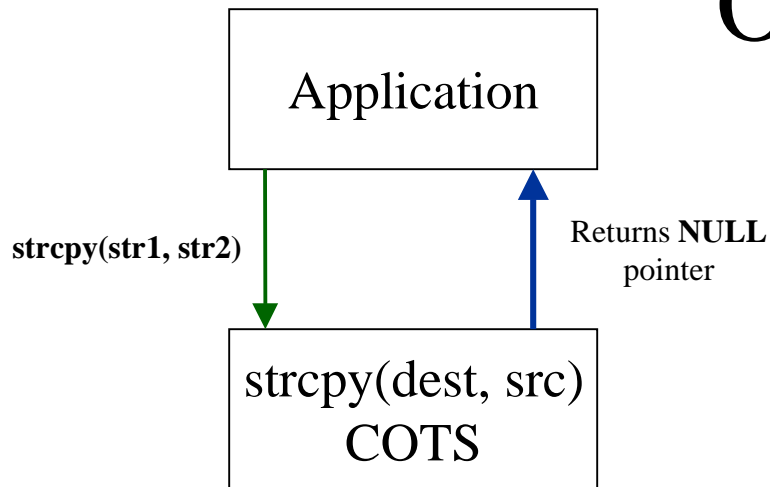 Application
strcpy(str1, str2)
Returns NULL
pointer
strcpy(dest, src)
COTS